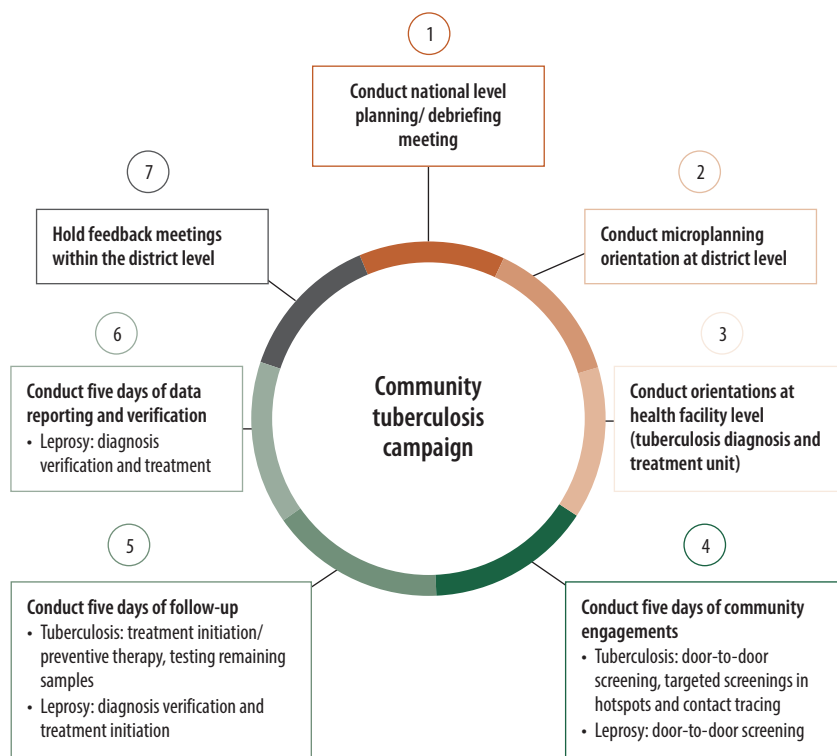 1
Conduct national level
planning/ debriefing
meeting
2
Conduct microplanning
orientation at district level
3
Conduct orientations at
health facility level
(tuberculosis diagnosis and
treatment unit)
4
Conduct five days of community
engagements
• Tuberculosis: door-to-door
screening, targeted screenings in
hotspots and contact tracing
• Leprosy: door-to-door screening
5
Conduct five days of follow-up
• Tuberculosis: treatment initiation/
preventive therapy, testing remaining
samples
• Leprosy: diagnosis verification and
treatment initiation
6
Conduct five days of data
reporting and verification
• Leprosy: diagnosis
verification and treatment
7
Hold feedback meetings
within the district level
Community
tuberculosis
campaign